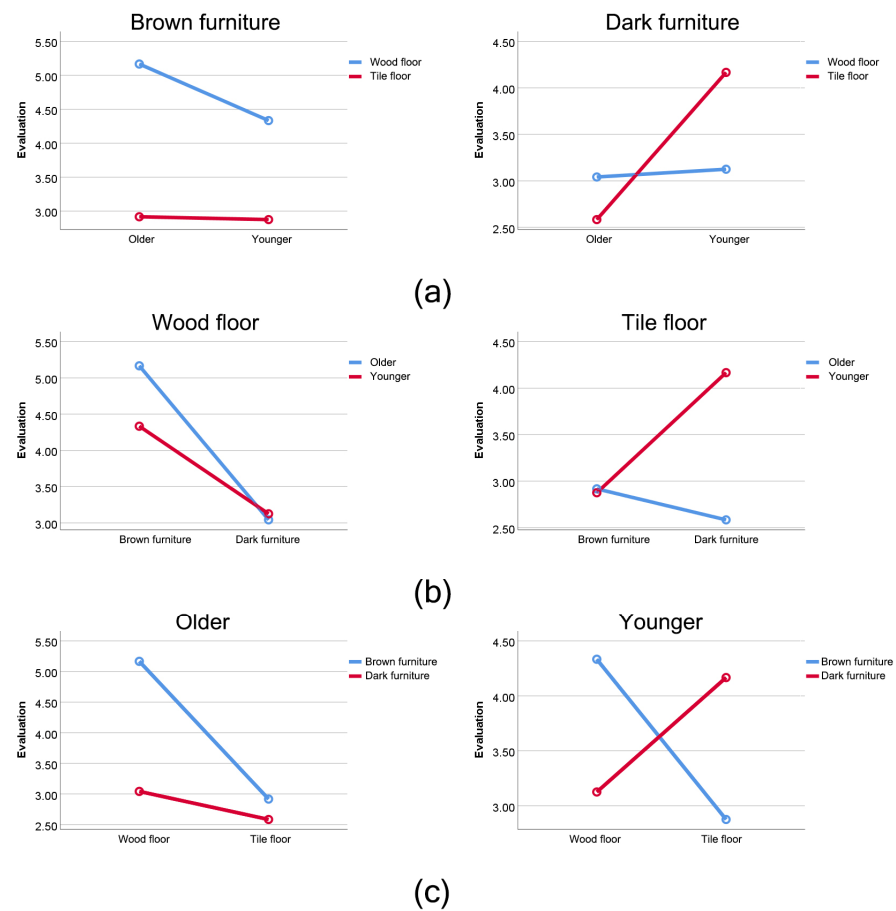 Brown furniture
5.50
5.00
4.50
4.00
3.50
3.00
Evaluation
Older
Younger
Wood floor
Tile floor
Dark furniture
4.50
4.00
3.50
3.00
2.50
Evaluation
Older
Younger
Wood floor
Tile floor
(a)
Wood floor
5.50
5.00
4.50
4.00
3.50
3.00
Evaluation
Brown furniture
Dark furniture
Older
Younger
Tile floor
4.50
4.00
3.50
3.00
2.50
Evaluation
Brown furniture
Dark furniture
Older
Younger
(b)
Older
5.50
5.00
4.50
4.00
3.50
3.00
2.50
Evaluation
Wood floor
Tile floor
Brown furniture
Dark furniture
Younger
4.50
4.00
3.50
3.00
Evaluation
Wood floor
Tile floor
Brown furniture
Dark furniture
(c)